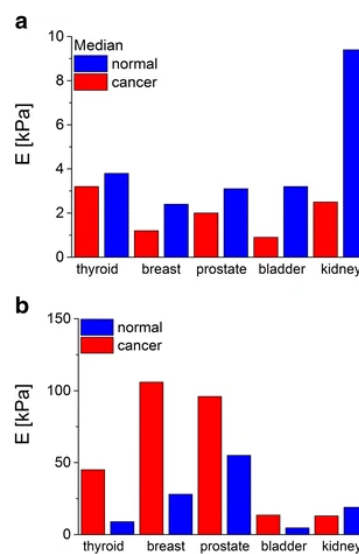 a
Median
normal
cancer
10
8
6
4
2
0
E [kPa]
thyroid breast prostate bladder kidney
b
normal
cancer
150
100
50
0
E [kPa]
thyroid breast prostate bladder kidney